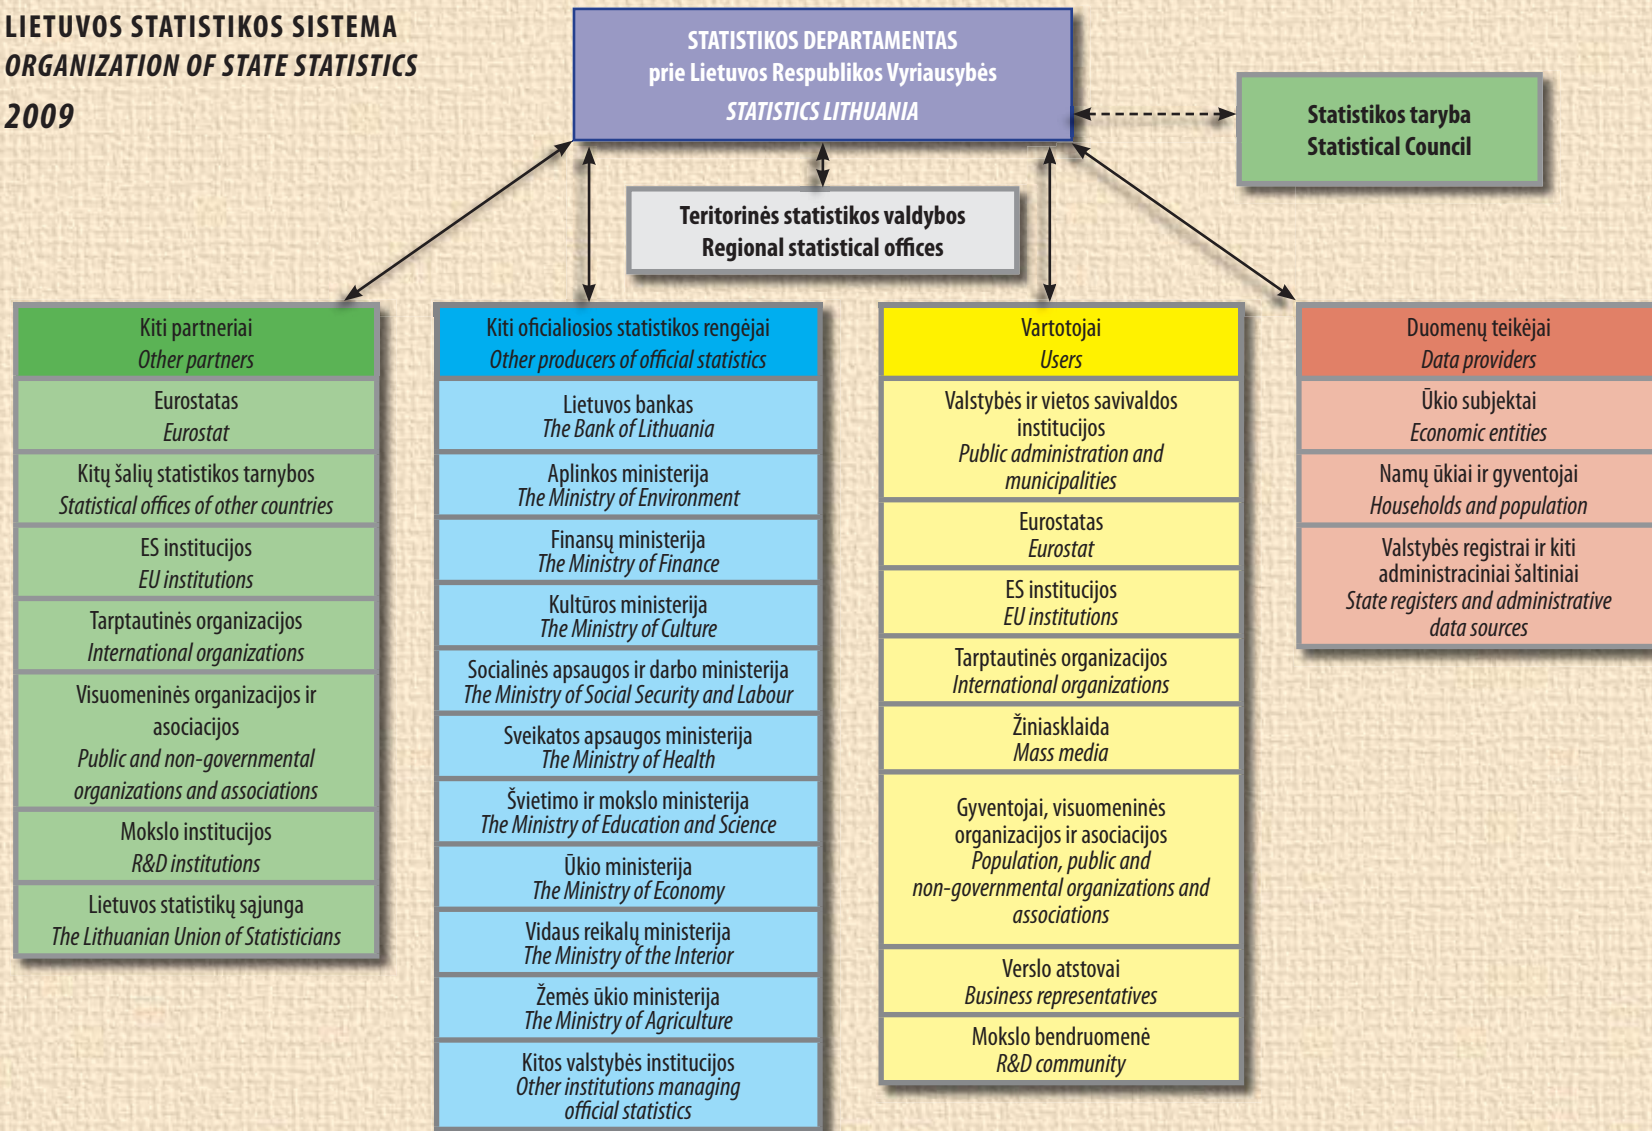 LIETUVOS STATISTIKOS SISTEMA
ORGANIZATION OF STATE STATISTICS
2009
STATISTIKOS DEPARTAMENTAS
prie Lietuvos Respublikos Vyriausybės
STATISTICS LITHUANIA
Statistikos taryba
Statistical Council
Teritorinės statistikos valdybos
Regional statistical offices
Kiti partneriai
Other partners
Eurostatas
Eurostat
Kitų šalių statistikos tarnybos
Statistical offices of other countries
ES institucijos
EU institutions
Tarptautinės organizacijos
International organizations
Visuomeninės organizacijos ir
asociacijos
Public and non-governmental
organizations and associations
Mokslo institucijos
R&D institutions
Lietuvos statistikų sąjunga
The Lithuanian Union of Statisticians
Kiti oficialiosios statistikos rengėjai
Other producers of official statistics
Lietuvos bankas
The Bank of Lithuania
Aplinkos ministerija
The Ministry of Environment
Finansų ministerija
The Ministry of Finance
Kultūros ministerija
The Ministry of Culture
Socialinės apsaugos ir darbo ministerija
The Ministry of Social Security and Labour
Sveikatos apsaugos ministerija
The Ministry of Health
Švietimo ir mokslo ministerija
The Ministry of Education and Science
Ūkio ministerija
The Ministry of Economy
Vidaus reikalų ministerija
The Ministry of the Interior
Žemės ūkio ministerija
The Ministry of Agriculture
Kitos valstybės institucijos
Other institutions managing
official statistics
Vartotojai
Users
Valstybės ir vietos savivaldos
institucijos
Public administration and
municipalities
Eurostatas
Eurostat
ES institucijos
EU institutions
Tarptautinės organizacijos
International organizations
Žiniasklaida
Mass media
Gyventojai, visuomeninės
organizacijos ir asociacijos
Population, public and
non-governmental organizations and
associations
Verslo atstovai
Business representatives
Mokslo bendruomenė
R&D community
Duomenų teikėjai
Data providers
Ūkio subjektai
Economic entities
Namų ūkiai ir gyventojai
Households and population
Valstybės registrai ir kiti
administraciniai šaltiniai
State registers and administrative
data sources